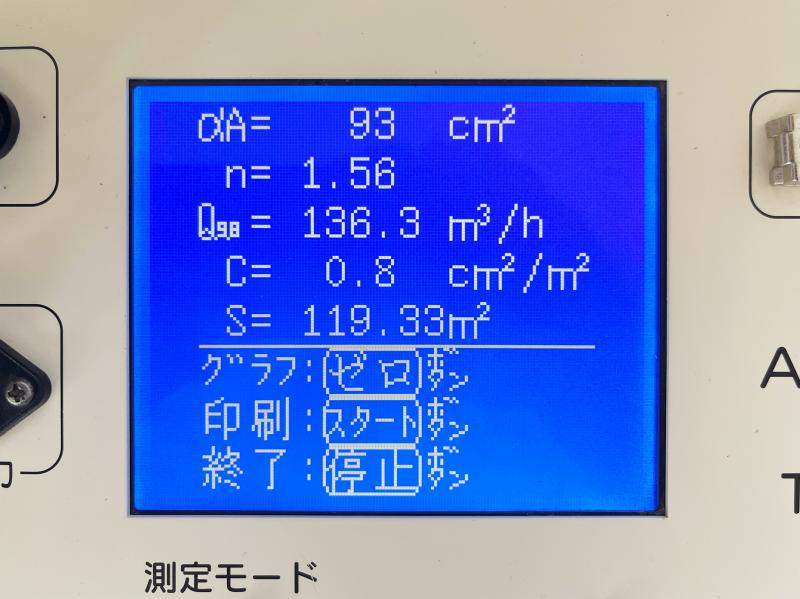 αA= 93 cm²
n= 1.56
Q₉.₈= 136.3 m³/h
C= 0.8 cm²/m²
S= 119.33m²
グラフ:ゼロボタン
印刷:スタートボタン
終了:停止ボタン
測定モード
A
T